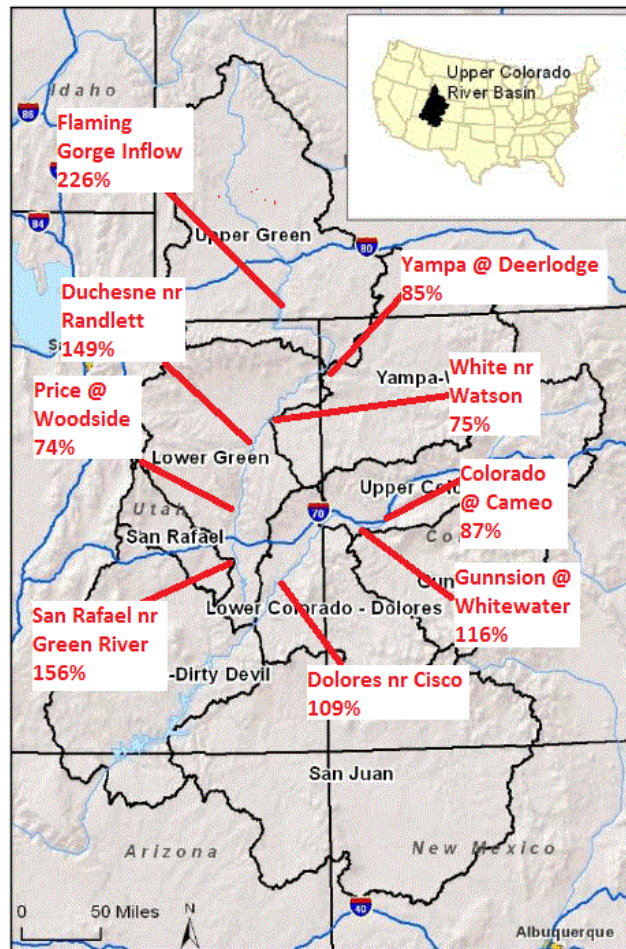 Upper Colorado
River Basin
Idaho
86
Flaming
Gorge Inflow
226%
84
Upper Green
80
Yampa @ Deerlodge
85%
Duchesne nr
Randlett
149%
White nr
Watson
75%
Price @
Woodside
74%
Lower Green
Colorado
@ Cameo
87%
Utah
70
San Rafael
Gunnsion @
Whitewater
116%
San Rafael nr
Green River
156%
Lower Colorado - Dolores
-Dirty Devil
Dolores nr Cisco
109%
San Juan
Arizona
New Mexico
0 50 Miles
N
40
Albuquerque